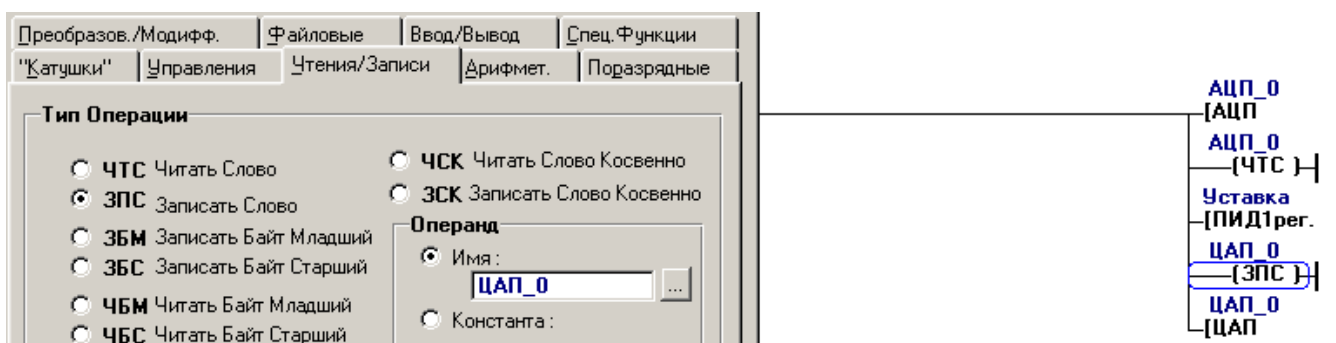 Преобразов./Модифф. Файловые Ввод/Вывод Спец.Функции
"Катушки" Управления Чтения/Записи Арифмет. Поразрядные
Тип Операции
ЧТС Читать Слово
ЗПС Записать Слово
ЗБМ Записать Байт Младший
ЗБС Записать Байт Старший
ЧБМ Читать Байт Младший
ЧБС Читать Байт Старший
ЧСК Читать Слово Косвенно
ЗСК Записать Слово Косвенно
Операнд
Имя :
ЦАП_0 ...
Константа :
АЦП_0
[АЦП
АЦП_0
(ЧТС )
Уставка
[ПИД1рег.
ЦАП_0
(ЗПС )
ЦАП_0
[ЦАП